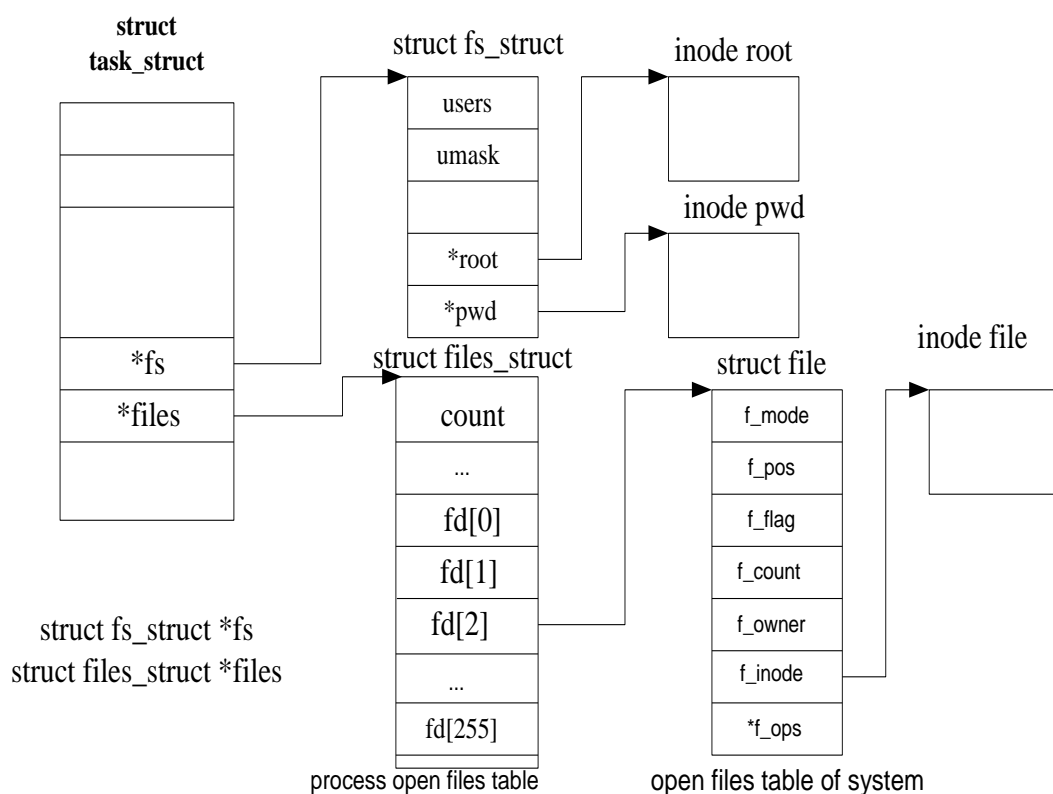 struct
task_struct
*fs
*files
struct fs_struct *fs
struct files_struct *files
struct fs_struct
users
umask
*root
*pwd
inode root
inode pwd
struct files_struct
count
...
fd[0]
fd[1]
fd[2]
...
fd[255]
process open files table
struct file
f_mode
f_pos
f_flag
f_count
f_owner
f_inode
*f_ops
open files table of system
inode file